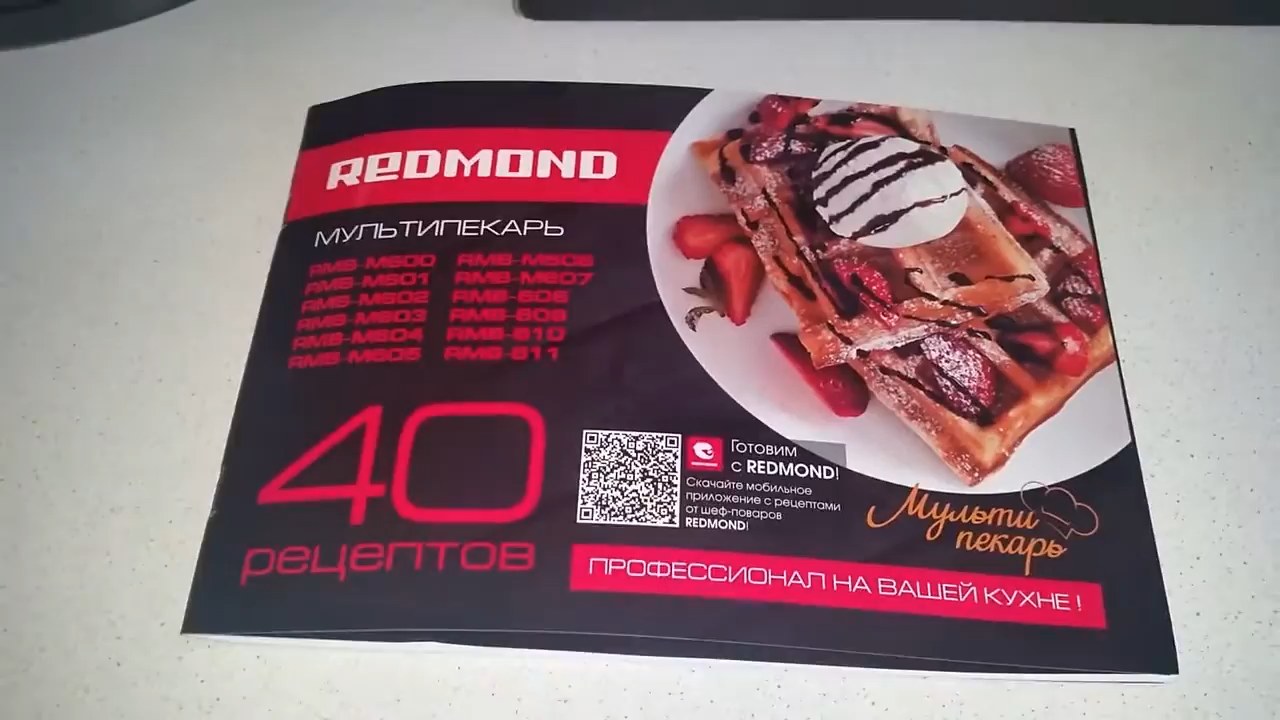 REDMOND
МУЛЬТИПЕКАРЬ
RMB-M600 RMB-M606
RMB-M601 RMB-M607
RMB-M602 RMB-606
RMB-M603 RMB-608
RMB-M604 RMB-610
RMB-M605 RMB-611
40
рецептов
Готовим
с REDMOND!
Скачайте мобильное
приложение с рецептами
от шеф-поваров
REDMOND!
Мульти
пекарь
ПРОФЕССИОНАЛ НА ВАШЕЙ КУХНЕ!